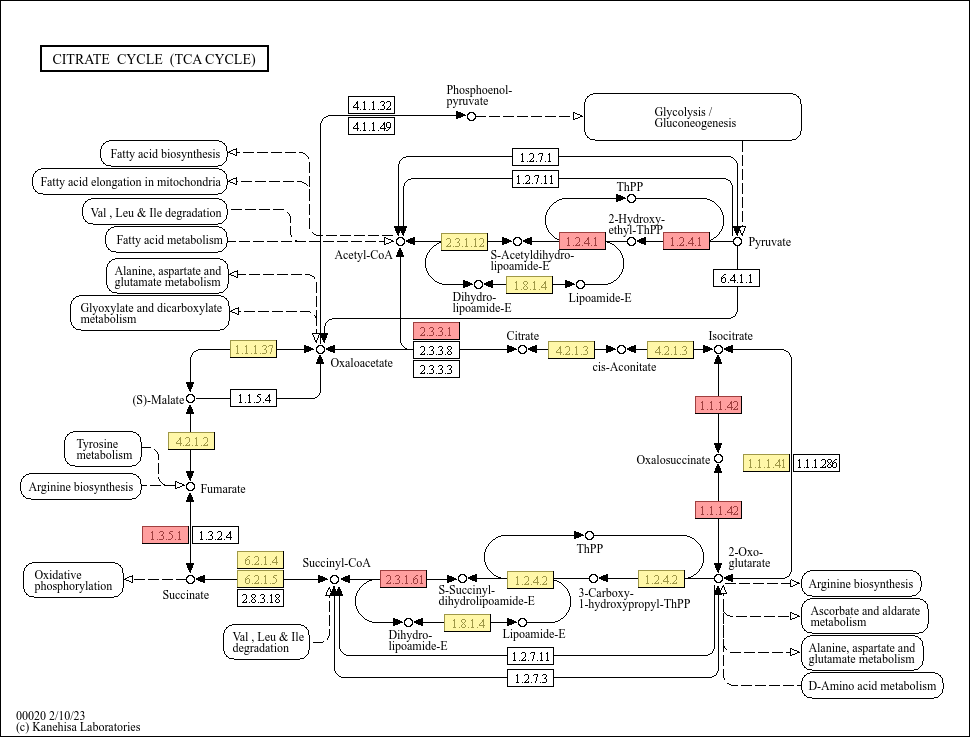 CITRATE CYCLE (TCA CYCLE)
Phosphoenol-
pyruvate
4.1.1.32
4.1.1.49
Glycolysis /
Gluconeogenesis
Fatty acid biosynthesis
Fatty acid elongation in mitochondria
Val , Leu & Ile degradation
Fatty acid metabolism
1.2.7.1
1.2.7.11
ThPP
2-Hydroxy-
ethyl-ThPP
Acetyl-CoA
2.3.1.12
S-Acetyldihydro-
lipoamide-E
1.2.4.1
1.2.4.1
Pyruvate
Alanine, aspartate and
glutamate metabolism
Dihydro-
lipoamide-E
1.8.1.4
Lipoamide-E
6.4.1.1
Glyoxylate and dicarboxylate
metabolism
1.1.1.37
Oxaloacetate
2.3.3.1
2.3.3.8
2.3.3.3
Citrate
4.2.1.3
cis-Aconitate
4.2.1.3
Isocitrate
(S)-Malate
1.1.5.4
1.1.1.42
4.2.1.2
Tyrosine
metabolism
Oxalosuccinate
1.1.1.41
1.1.1.286
Arginine biosynthesis
Fumarate
1.1.1.42
1.3.5.1
1.3.2.4
ThPP
2-Oxo-
glutarate
Oxidative
phosphorylation
Succinate
6.2.1.4
6.2.1.5
2.8.3.18
Succinyl-CoA
2.3.1.61
S-Succinyl-
dihydrolipoamide-E
1.2.4.2
3-Carboxy-
1-hydroxypropyl-ThPP
1.2.4.2
Arginine biosynthesis
Ascorbate and aldarate
metabolism
Val , Leu & Ile
degradation
Dihydro-
lipoamide-E
1.8.1.4
Lipoamide-E
Alanine, aspartate and
glutamate metabolism
1.2.7.11
1.2.7.3
D-Amino acid metabolism
00020 2/10/23
(c) Kanehisa Laboratories